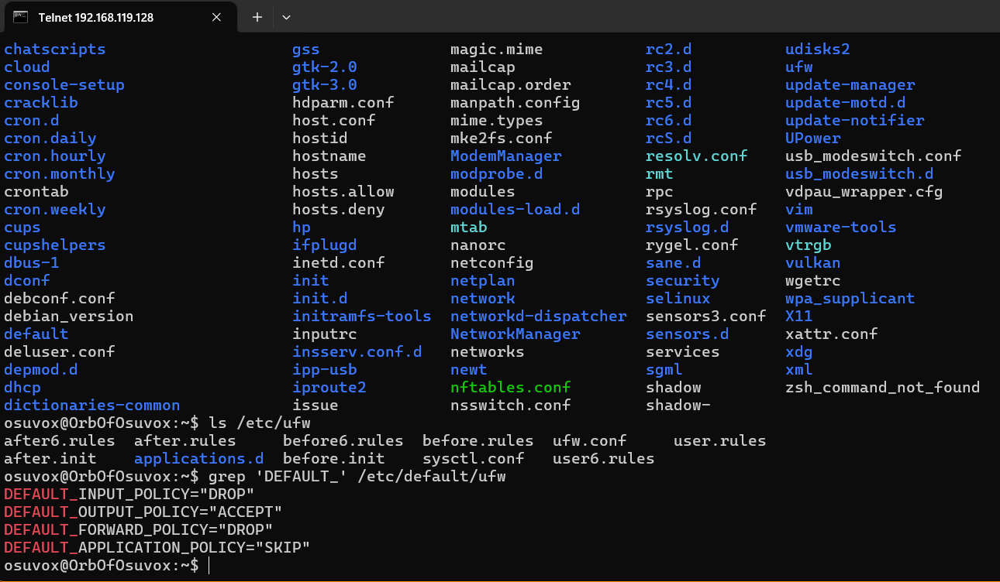 Telnet 192.168.119.128
chatscripts gss magic.mime rc2.d udisks2
cloud gtk-2.0 mailcap rc3.d ufw
console-setup gtk-3.0 mailcap.order rc4.d update-manager
cracklib hdparm.conf manpath.config rc5.d update-motd.d
cron.d host.conf mime.types rc6.d update-notifier
cron.daily hostid mke2fs.conf rcS.d UPower
cron.hourly hostname ModemManager resolv.conf usb_modeswitch.conf
cron.monthly hosts modprobe.d rmt usb_modeswitch.d
crontab hosts.allow modules rpc vdpau_wrapper.cfg
cron.weekly hosts.deny modules-load.d rsyslog.conf vim
cups hp mtab rsyslog.d vmware-tools
cupshelpers ifplugd nanorc rygel.conf vtrgb
dbus-1 inetd.conf netconfig sane.d vulkan
dconf init netplan security wgetrc
debconf.conf init.d network selinux wpa_supplicant
debian_version initramfs-tools networkd-dispatcher sensors3.conf X11
default inputrc NetworkManager sensors.d xattr.conf
deluser.conf insserv.conf.d networks services xdg
depmod.d ipp-usb newt sgml xml
dhcp iproute2 nftables.conf shadow zsh_command_not_found
dictionaries-common issue nsswitch.conf shadow-
osuvox@OrbOfOsuvox:~$ ls /etc/ufw
after6.rules after.rules before6.rules before.rules ufw.conf user.rules
after.init applications.d before.init sysctl.conf user6.rules
osuvox@OrbOfOsuvox:~$ grep 'DEFAULT_' /etc/default/ufw
DEFAULT_INPUT_POLICY="DROP"
DEFAULT_OUTPUT_POLICY="ACCEPT"
DEFAULT_FORWARD_POLICY="DROP"
DEFAULT_APPLICATION_POLICY="SKIP"
osuvox@OrbOfOsuvox:~$